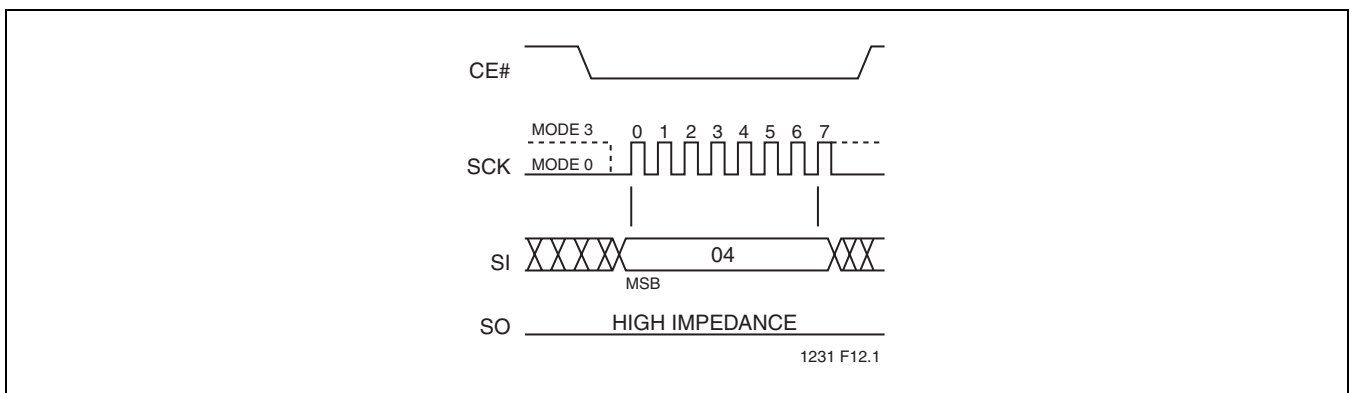 CE#
MODE 3
0 1 2 3 4 5 6 7
SCK
MODE 0
SI
04
MSB
SO
HIGH IMPEDANCE
1231 F12.1